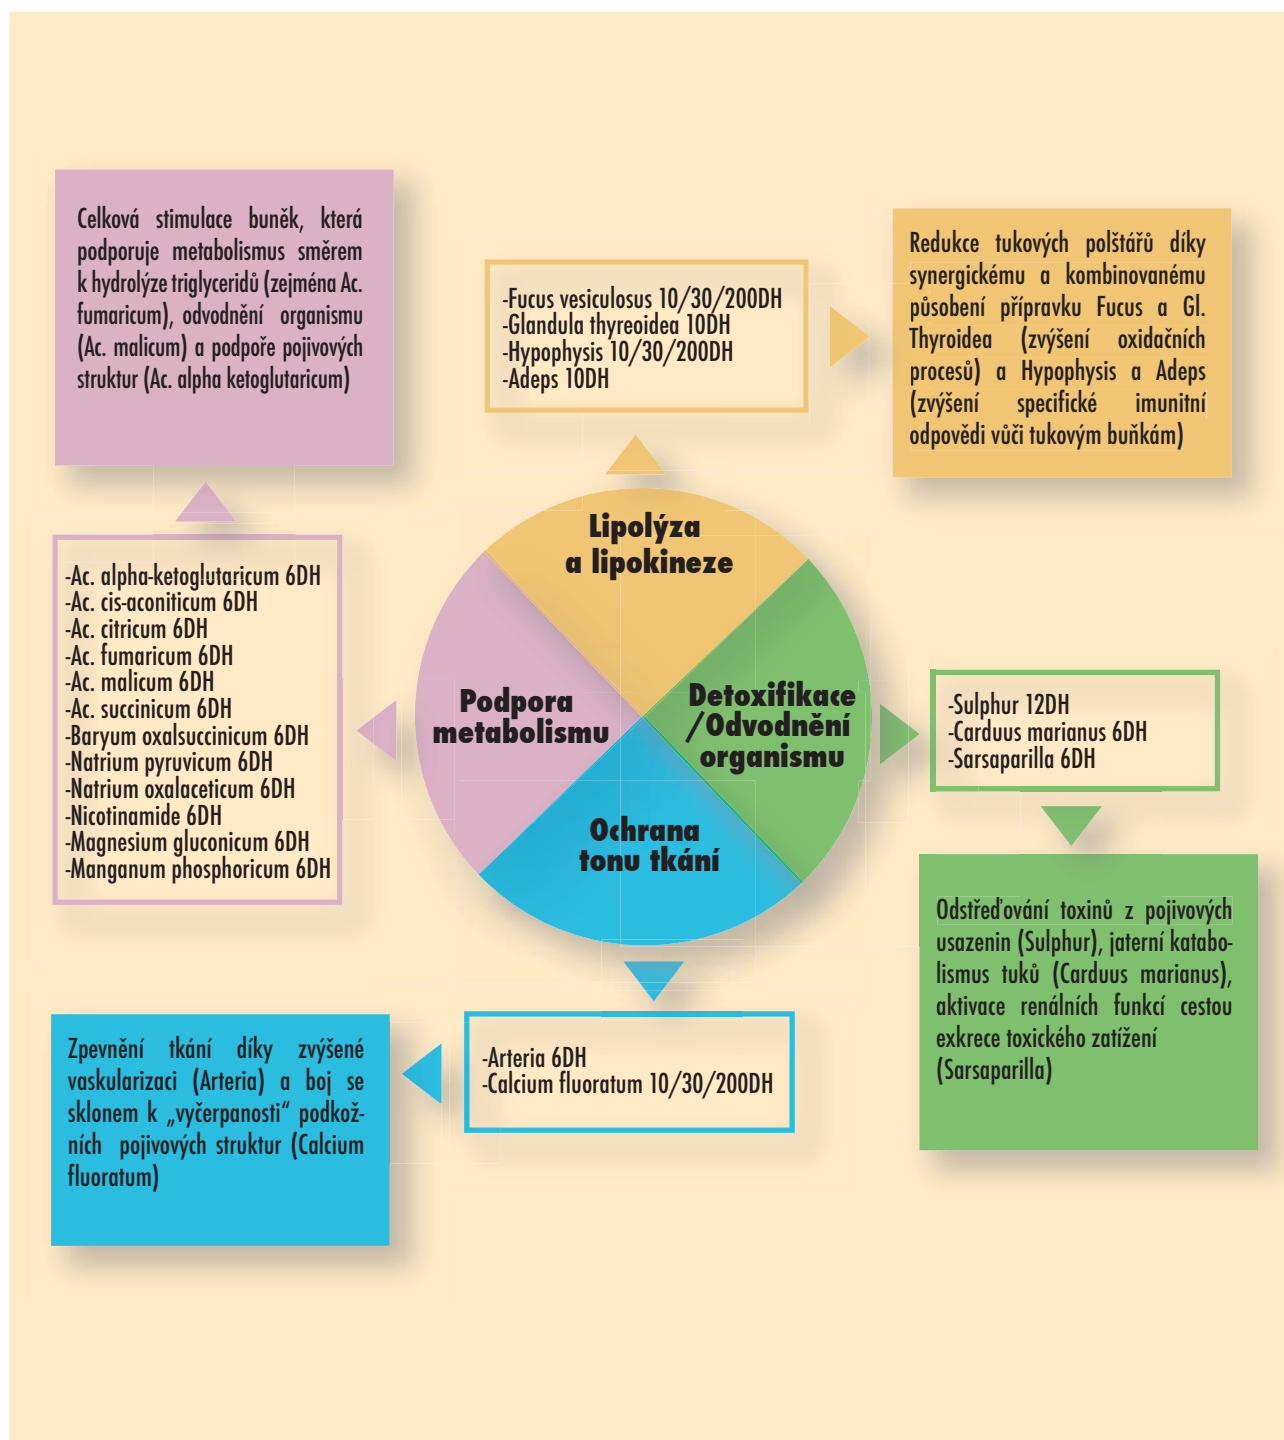 Celková stimulace buněk, která
podporuje metabolismus směrem
k hydrolýze triglyceridů (zejména Ac.
fumaricum), odvodnění organismu
(Ac. malicum) a podpoře pojivových
struktur (Ac. alpha ketoglutaricum)
-Fucus vesiculosus 10/30/200DH
-Glandula thyreoidea 10DH
-Hypophysis 10/30/200DH
-Adeps 10DH
Redukce tukových polštářů díky
synergickému a kombinovanému
působení přípravku Fucus a Gl.
Thyroidea (zvýšení oxidačních
procesů) a Hypophysis a Adeps
(zvýšení specifické imunitní
odpovědi vůči tukovým buňkám)
Lipolýza
a lipokineze
-Ac. alpha-ketoglutaricum 6DH
-Ac. cis-aconiticum 6DH
-Ac. citricum 6DH
-Ac. fumaricum 6DH
-Ac. malicum 6DH
-Ac. succinicum 6DH
-Baryum oxalsuccinicum 6DH
-Natrium pyruvicum 6DH
-Natrium oxalaceticum 6DH
-Nicotinamide 6DH
-Magnesium gluconicum 6DH
-Manganum phosphoricum 6DH
Podpora
metabolismu
Detoxifikace
/Odvodnění
organismu
-Sulphur 12DH
-Carduus marianus 6DH
-Sarsaparilla 6DH
Ochrana
tonu tkání
Odstřeďování toxinů z pojivových
usazenin (Sulphur), jaterní katabo-
lismus tuků (Carduus marianus),
aktivace renálních funkcí cestou
exkrece toxického zatížení
(Sarsaparilla)
Zpevnění tkání díky zvýšené
vaskularizaci (Arteria) a boj se
sklonem k „vyčerpanosti“ podkož-
ních pojivových struktur (Calcium
fluoratum)
-Arteria 6DH
-Calcium fluoratum 10/30/200DH